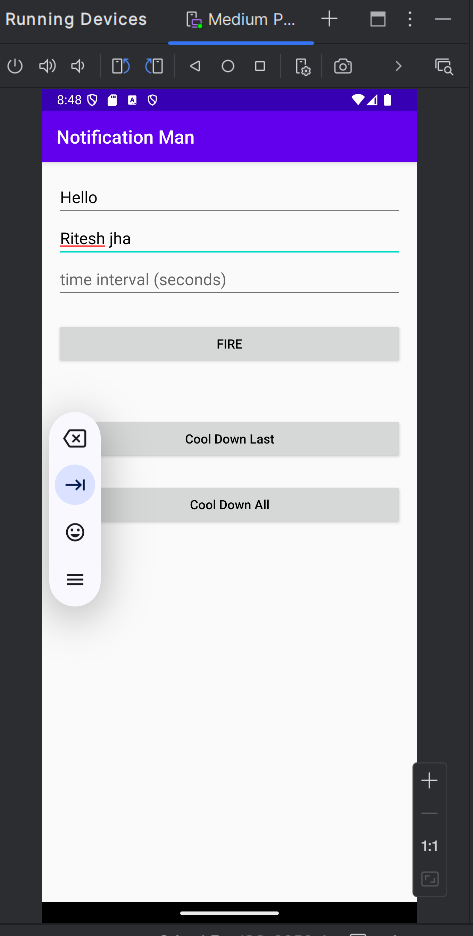 Running Devices
Medium P...
8:48
Notification Man
Hello
Ritesh jha
time interval (seconds)
FIRE
Cool Down Last
Cool Down All
1:1